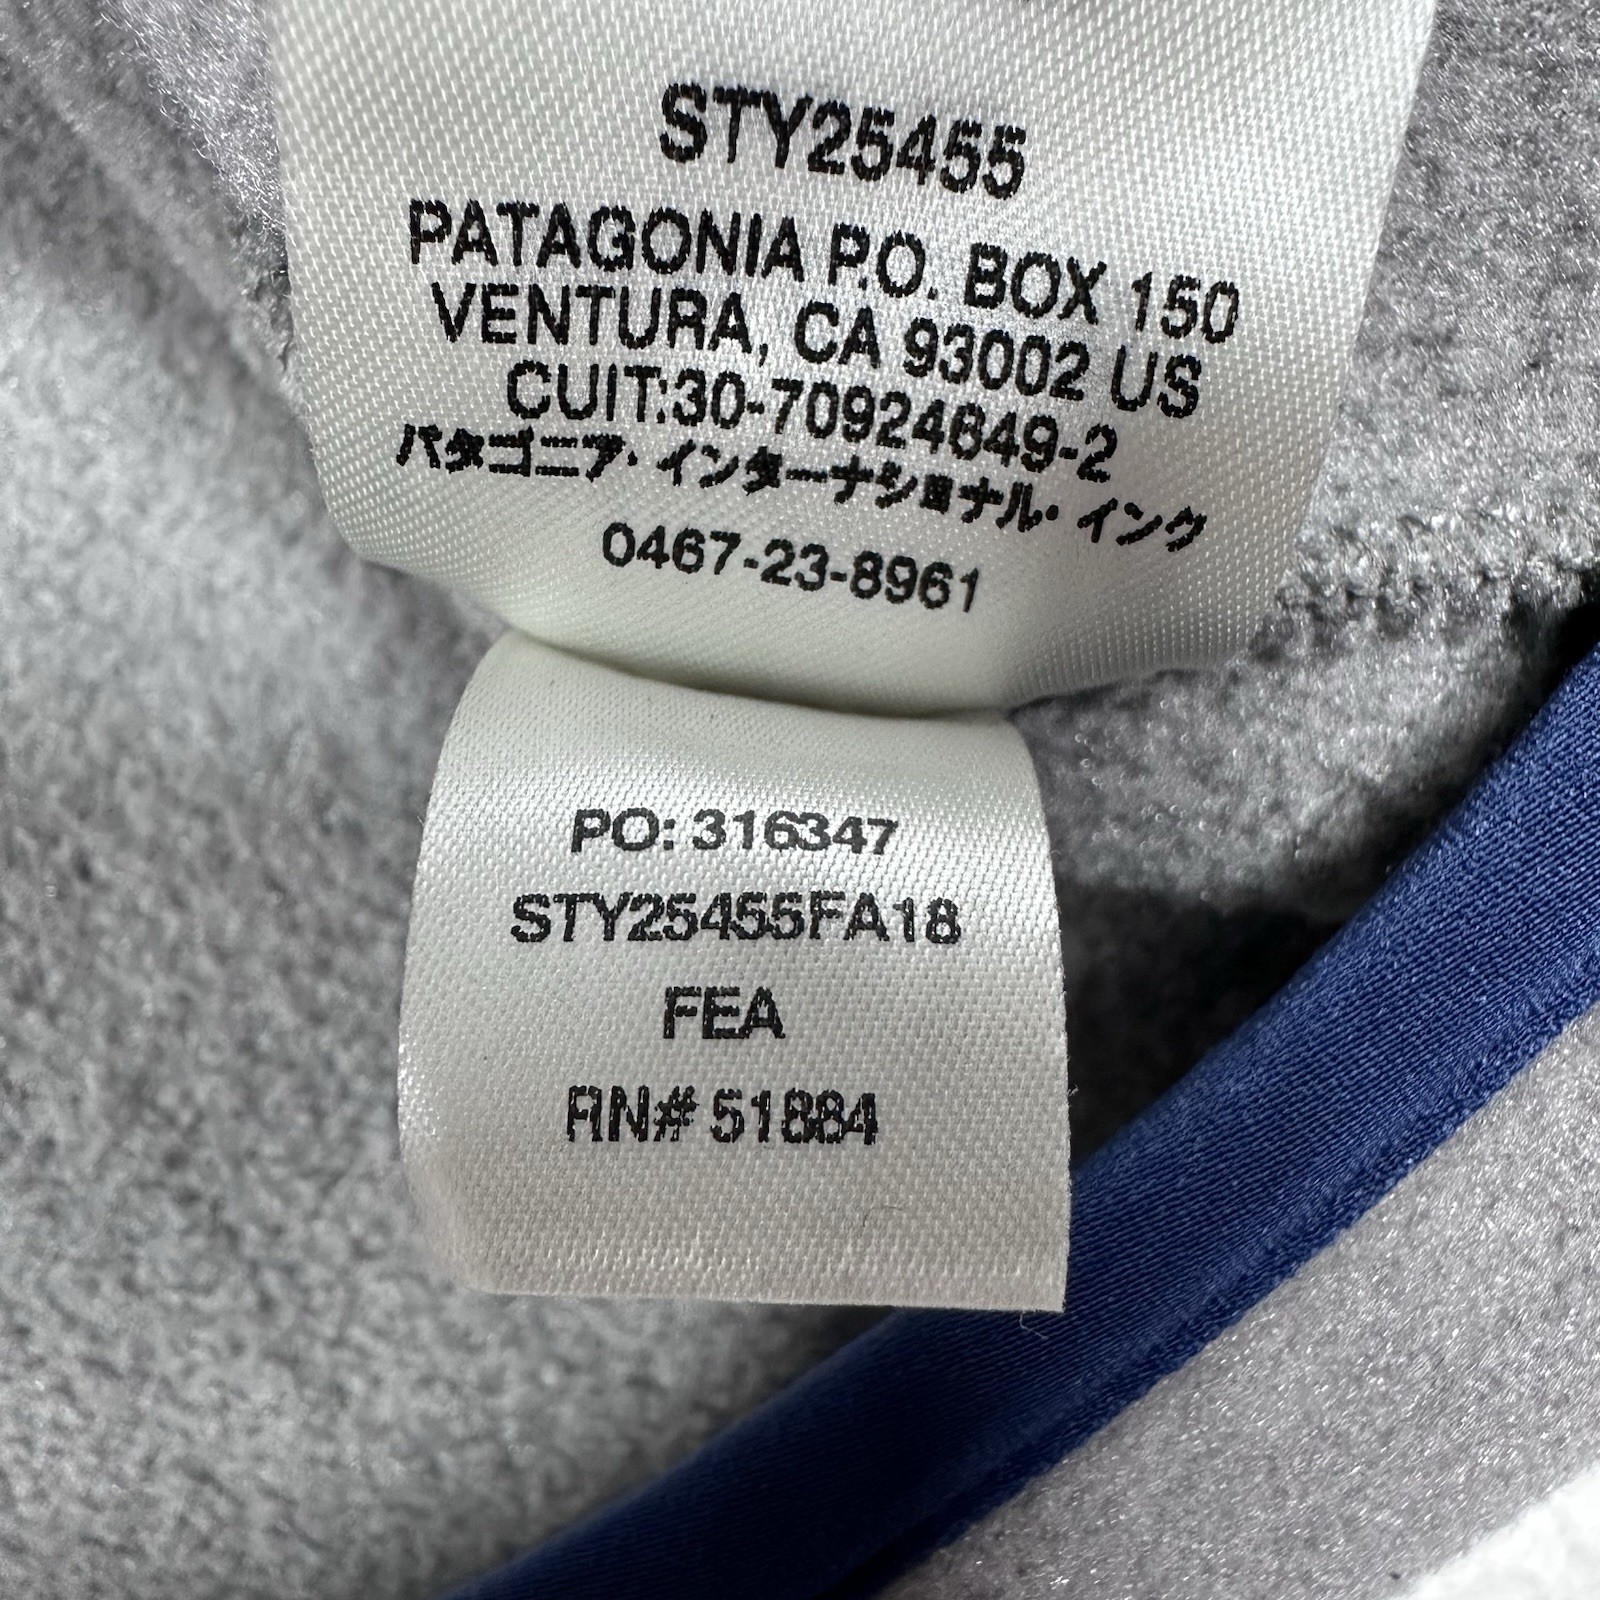 STY25455
PATAGONIA P.O. BOX 150
VENTURA, CA 93002 US
CUIT:30-70924649-2
パタゴニア・インターナショナル・インク
0467-23-8961
PO: 316347
STY25455FA18
FEA
RN# 51884